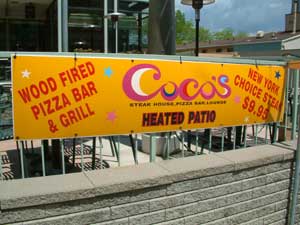 WOOD FIRED
PIZZA BAR
& GRILL
CoCo's
STEAK HOUSE, PIZZA BAR, LOUNGE
HEATED PATIO
NEW YORK
CHOICE STEAK
$9.95